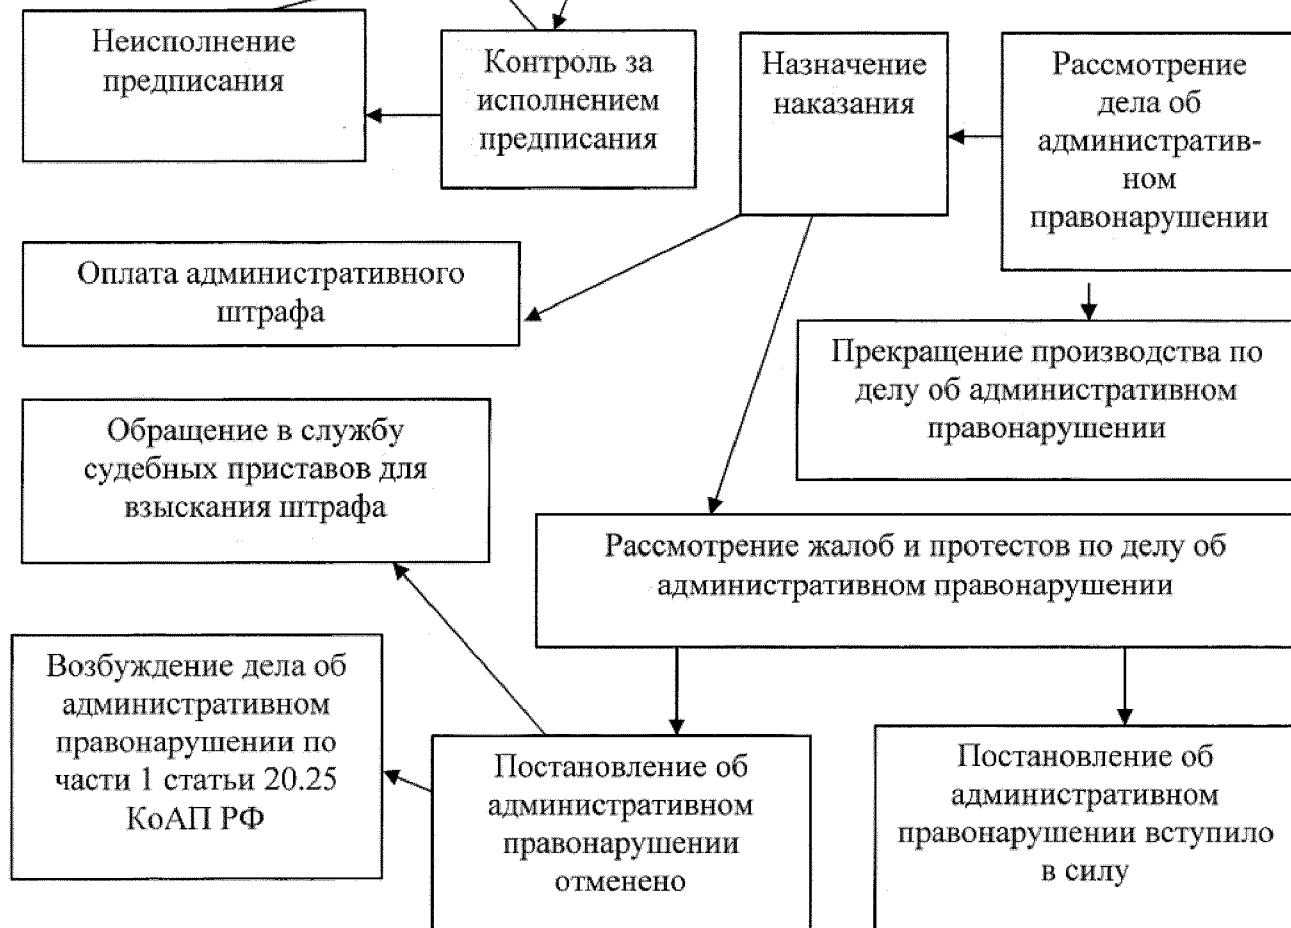 Неисполнение
предписания
Контроль за
исполнением
предписания
Назначение
наказания
Рассмотрение
дела об
административ-
ном
правонарушении
Оплата административного
штрафа
Прекращение производства по
делу об административном
правонарушении
Обращение в службу
судебных приставов для
взыскания штрафа
Рассмотрение жалоб и протестов по делу об
административном правонарушении
Возбуждение дела об
административном
правонарушении по
части 1 статьи 20.25
КоАП РФ
Постановление об
административном
правонарушении
отменено
Постановление об
административном
правонарушении вступило
в силу